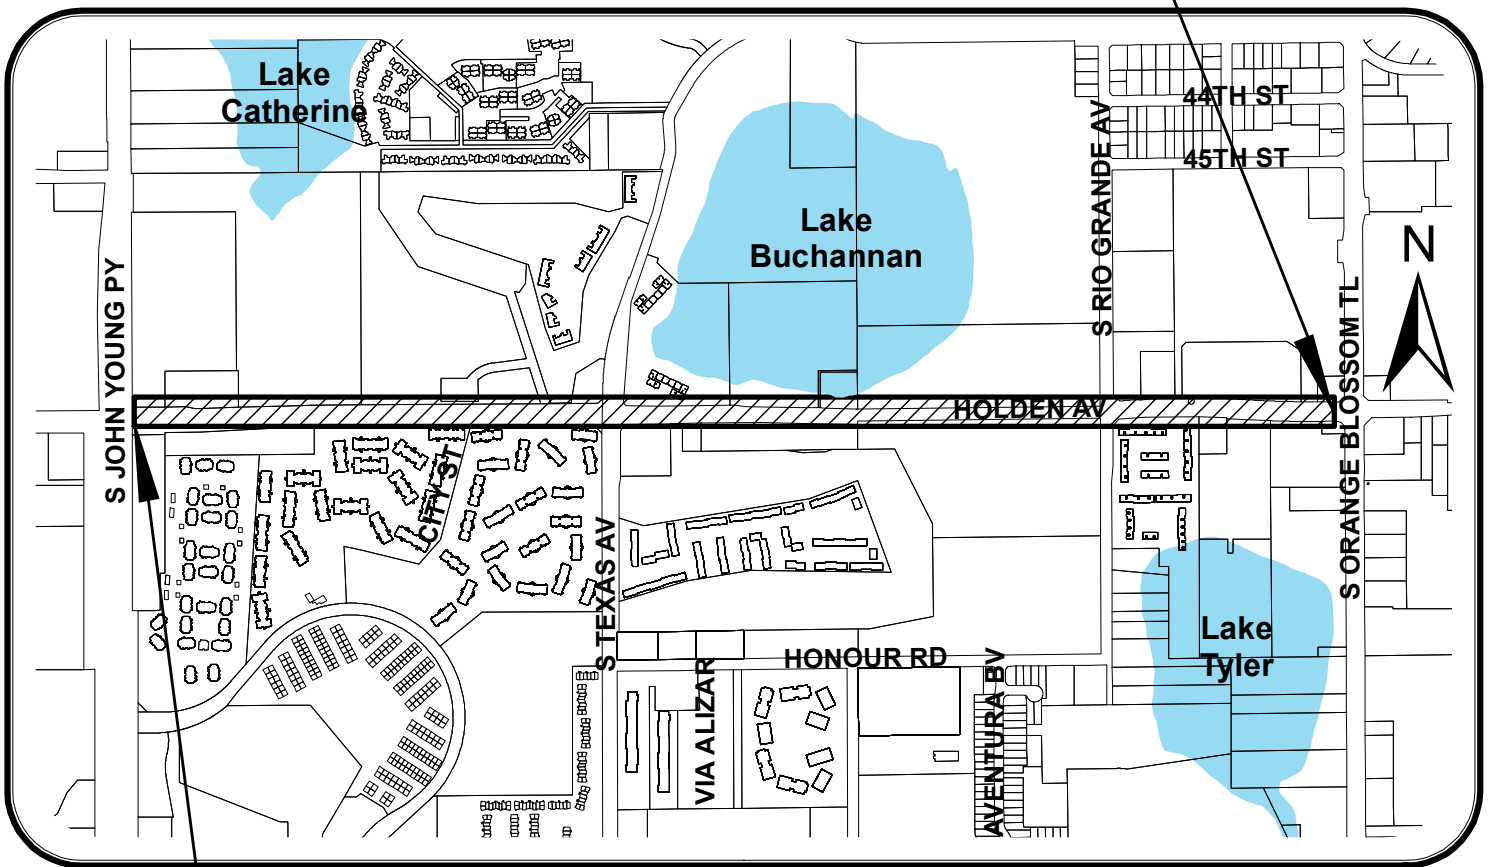 Lake
Catherine
44TH ST
45TH ST
Lake
Buchannan
S RIO GRANDE AV
N
S JOHN YOUNG PY
S ORANGE BLOSSOM TL
HOLDEN AV
CITY ST
S TEXAS AV
Lake
Tyler
HONOUR RD
VIA ALIZAR
AVENTURA BV